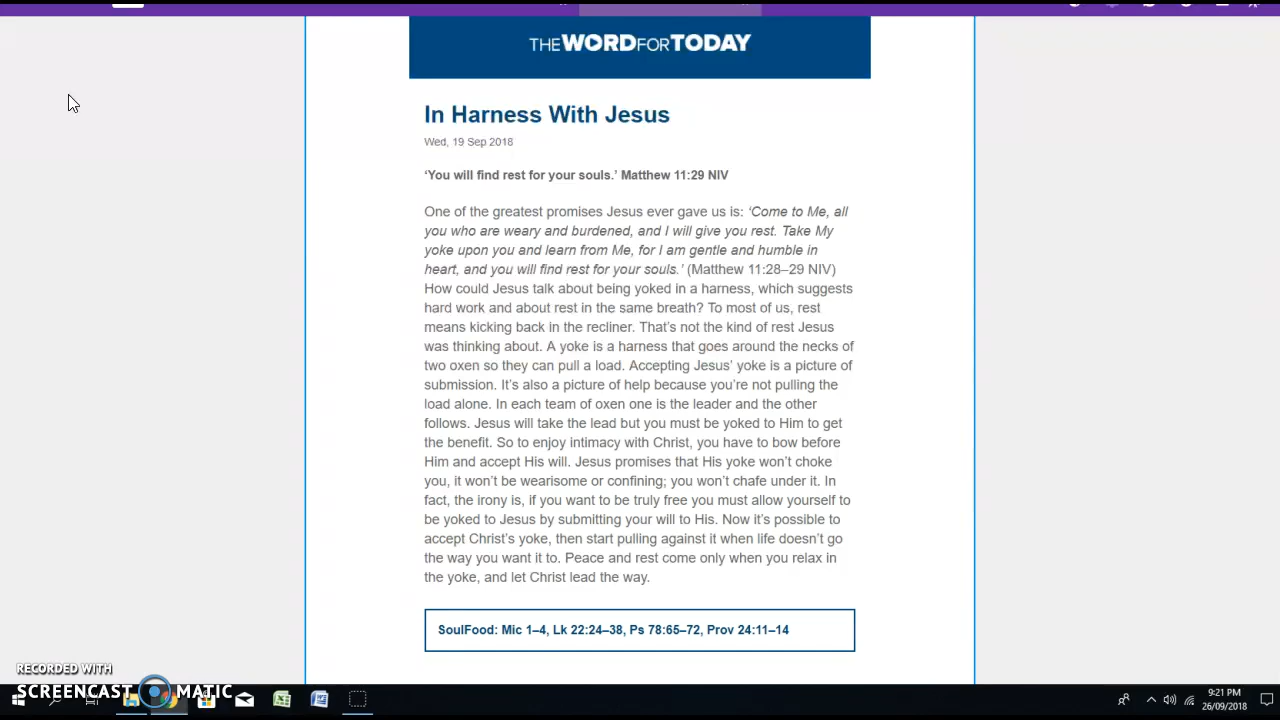 THEWORDFORTODAY
In Harness With Jesus
Wed, 19 Sep 2018
‘You will find rest for your souls.’ Matthew 11:29 NIV
One of the greatest promises Jesus ever gave us is: ‘Come to Me, all
you who are weary and burdened, and I will give you rest. Take My
yoke upon you and learn from Me, for I am gentle and humble in
heart, and you will find rest for your souls.’ (Matthew 11:28–29 NIV)
How could Jesus talk about being yoked in a harness, which suggests
hard work and about rest in the same breath? To most of us, rest
means kicking back in the recliner. That’s not the kind of rest Jesus
was thinking about. A yoke is a harness that goes around the necks of
two oxen so they can pull a load. Accepting Jesus’ yoke is a picture of
submission. It’s also a picture of help because you’re not pulling the
load alone. In each team of oxen one is the leader and the other
follows. Jesus will take the lead but you must be yoked to Him to get
the benefit. So to enjoy intimacy with Christ, you have to bow before
Him and accept His will. Jesus promises that His yoke won’t choke
you, it won’t be wearisome or confining; you won’t chafe under it. In
fact, the irony is, if you want to be truly free you must allow yourself to
be yoked to Jesus by submitting your will to His. Now it’s possible to
accept Christ’s yoke, then start pulling against it when life doesn’t go
the way you want it to. Peace and rest come only when you relax in
the yoke, and let Christ lead the way.
SoulFood: Mic 1–4, Lk 22:24–38, Ps 78:65–72, Prov 24:11–14
RECORDED WITH
SCREENCAST MATIC
9:21 PM
26/09/2018